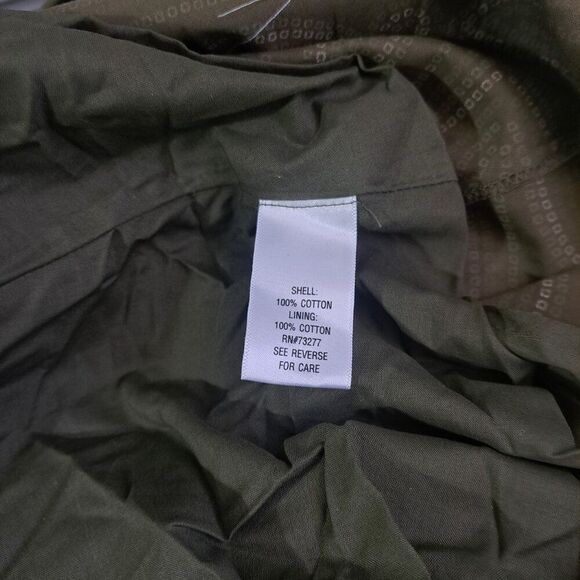 SHELL:
100% COTTON
LINING:
100% COTTON
RN#73277
SEE REVERSE
FOR CARE